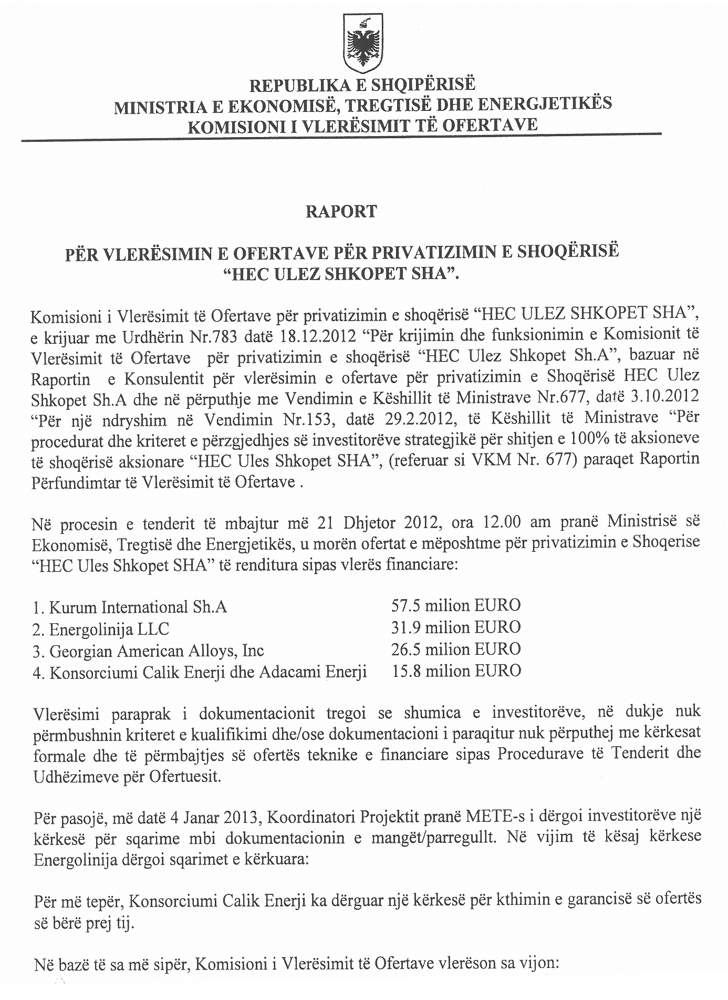 REPUBLIKA E SHQIPËRISË
MINISTRIA E EKONOMISË, TREGTISË DHE ENERGJETIKËS
KOMISIONI I VLERËSIMIT TË OFERTAVE
RAPORT
PËR VLERËSIMIN E OFERTAVE PËR PRIVATIZIMIN E SHOQËRISË
“HEC ULEZ SHKOPET SHA”.
Komisioni i Vlerësimit të Ofertave për privatizimin e shoqërisë “HEC ULEZ SHKOPET SHA”,
e krijuar me Urdhërin Nr.783 datë 18.12.2012 “Për krijimin dhe funksionimin e Komisionit të
Vlerësimit të Ofertave për privatizimin e shoqërisë “HEC Ulez Shkopet Sh.A”, bazuar në
Raportin e Konsulentit për vlerësimin e ofertave për privatizimin e Shoqërisë HEC Ulez
Shkopet Sh.A dhe në përputhje me Vendimin e Këshillit të Ministrave Nr.677, datë 3.10.2012
“Për një ndryshim në Vendimin Nr.153, datë 29.2.2012, të Këshillit të Ministrave “Për
procedurat dhe kriteret e përzgjedhjes së investitorëve strategjikë për shitjen e 100% të aksioneve
të shoqërisë aksionare “HEC Ules Shkopet SHA”, (referuar si VKM Nr. 677) paraqet Raportin
Përfundimtar të Vlerësimit të Ofertave .
Në procesin e tenderit të mbajtur më 21 Dhjetor 2012, ora 12.00 am pranë Ministrisë së
Ekonomisë, Tregtisë dhe Energjetikës, u morën ofertat e mëposhtme për privatizimin e Shoqerise
“HEC Ules Shkopet SHA” të renditura sipas vlerës financiare:
1. Kurum International Sh.A 57.5 milion EURO
2. Energolinija LLC 31.9 milion EURO
3. Georgian American Alloys, Inc 26.5 milion EURO
4. Konsorciumi Calik Enerji dhe Adacami Enerji 15.8 milion EURO
Vlerësimi paraprak i dokumentacionit tregoi se shumica e investitorëve, në dukje nuk
përmbushnin kriteret e kualifikimi dhe/ose dokumentacioni i paraqitur nuk përputhej me kërkesat
formale dhe të përmbajtjes së ofertës teknike e financiare sipas Procedurave të Tenderit dhe
Udhëzimeve për Ofertuesit.
Për pasojë, më datë 4 Janar 2013, Koordinatori Projektit pranë METE-s i dërgoi investitorëve një
kërkesë për sqarime mbi dokumentacionin e mangët/parregullt. Në vijim të kësaj kërkese
Energolinija dërgoi sqarimet e kërkuara:
Për më tepër, Konsorciumi Calik Enerji ka dërguar një kërkesë për kthimin e garancisë së ofertës
së bërë prej tij.
Në bazë të sa më sipër, Komisioni i Vlerësimit të Ofertave vlerëson sa vijon: